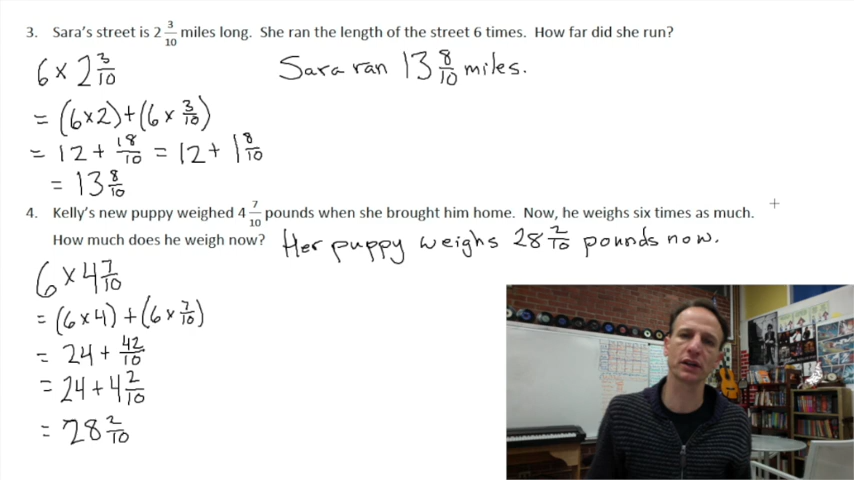 3. Sara's street is 2 3/10 miles long. She ran the length of the street 6 times. How far did she run?
6 × 2 3/10
Sara ran 13 8/10 miles.
= (6×2)+(6× 3/10)
= 12 + 18/10 = 12 + 1 8/10
= 13 8/10
4. Kelly's new puppy weighed 4 7/10 pounds when she brought him home. Now, he weighs six times as much.
How much does he weigh now? Her puppy weighs 28 2/10 pounds now.
6 × 4 7/10
= (6×4)+(6× 7/10)
= 24 + 42/10
= 24 + 4 2/10
= 28 2/10